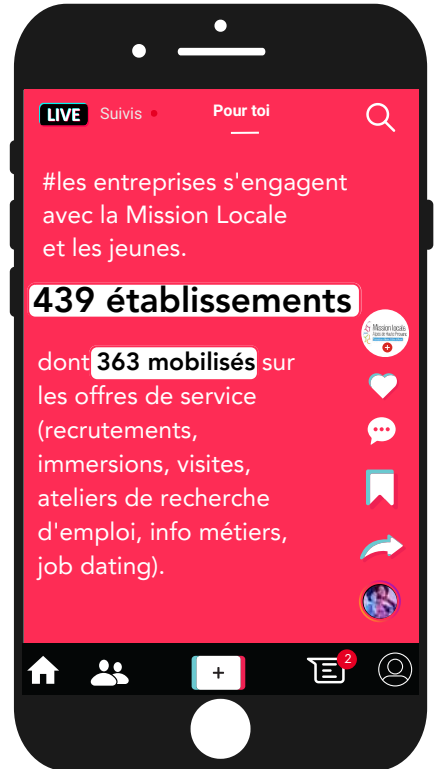 LIVE Suivis Pour toi
#les entreprises s'engagent
avec la Mission Locale
et les jeunes.
439 établissements
Mission locale
dont 363 mobilisés sur
les offres de service
(recrutements,
immersions, visites,
ateliers de recherche
d'emploi, info métiers,
job dating).
2